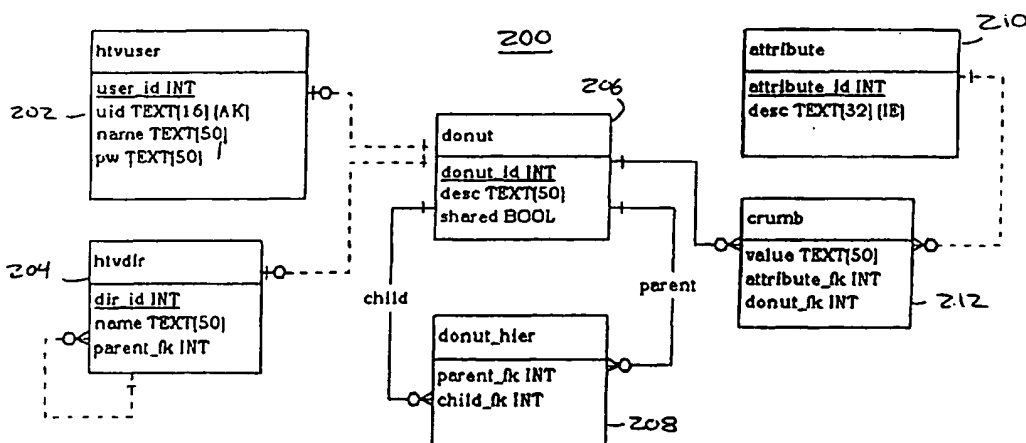 200
htvuser
user_id INT
uid TEXT[16] [AK]
name TEXT[50]
pw TEXT[50]
202
htvdir
dir_id INT
name TEXT[50]
parent_fk INT
204
donut
donut_id INT
desc TEXT[50]
shared BOOL
206
child
parent
donut_hier
parent_fk INT
child_fk INT
208
attribute
attribute_id INT
desc TEXT[32] [IE]
210
crumb
value TEXT[50]
attribute_fk INT
donut_fk INT
212